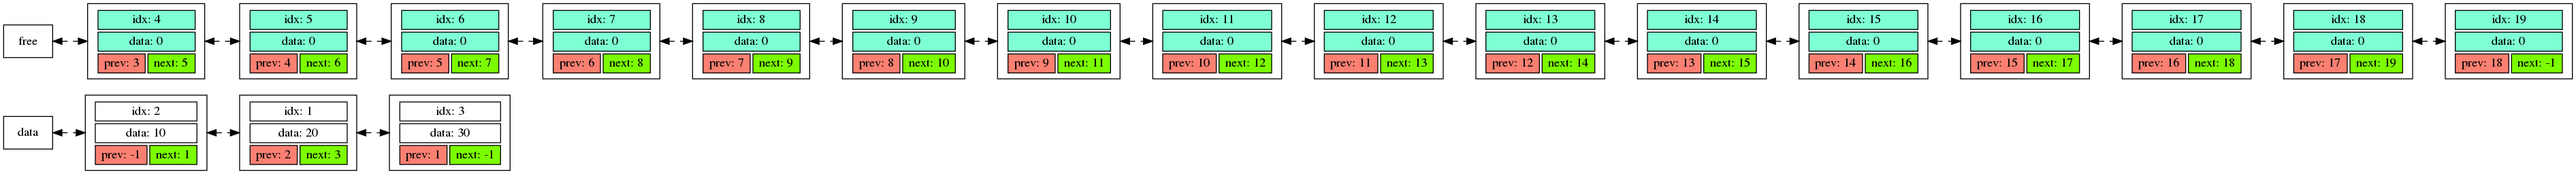 free
idx: 4
data: 0
prev: 3 next: 5
idx: 5
data: 0
prev: 4 next: 6
idx: 6
data: 0
prev: 5 next: 7
idx: 7
data: 0
prev: 6 next: 8
idx: 8
data: 0
prev: 7 next: 9
idx: 9
data: 0
prev: 8 next: 10
idx: 10
data: 0
prev: 9 next: 11
idx: 11
data: 0
prev: 10 next: 12
idx: 12
data: 0
prev: 11 next: 13
idx: 13
data: 0
prev: 12 next: 14
idx: 14
data: 0
prev: 13 next: 15
idx: 15
data: 0
prev: 14 next: 16
idx: 16
data: 0
prev: 15 next: 17
idx: 17
data: 0
prev: 16 next: 18
idx: 18
data: 0
prev: 17 next: 19
idx: 19
data: 0
prev: 18 next: -1
data
idx: 2
data: 10
prev: -1 next: 1
idx: 1
data: 20
prev: 2 next: 3
idx: 3
data: 30
prev: 1 next: -1